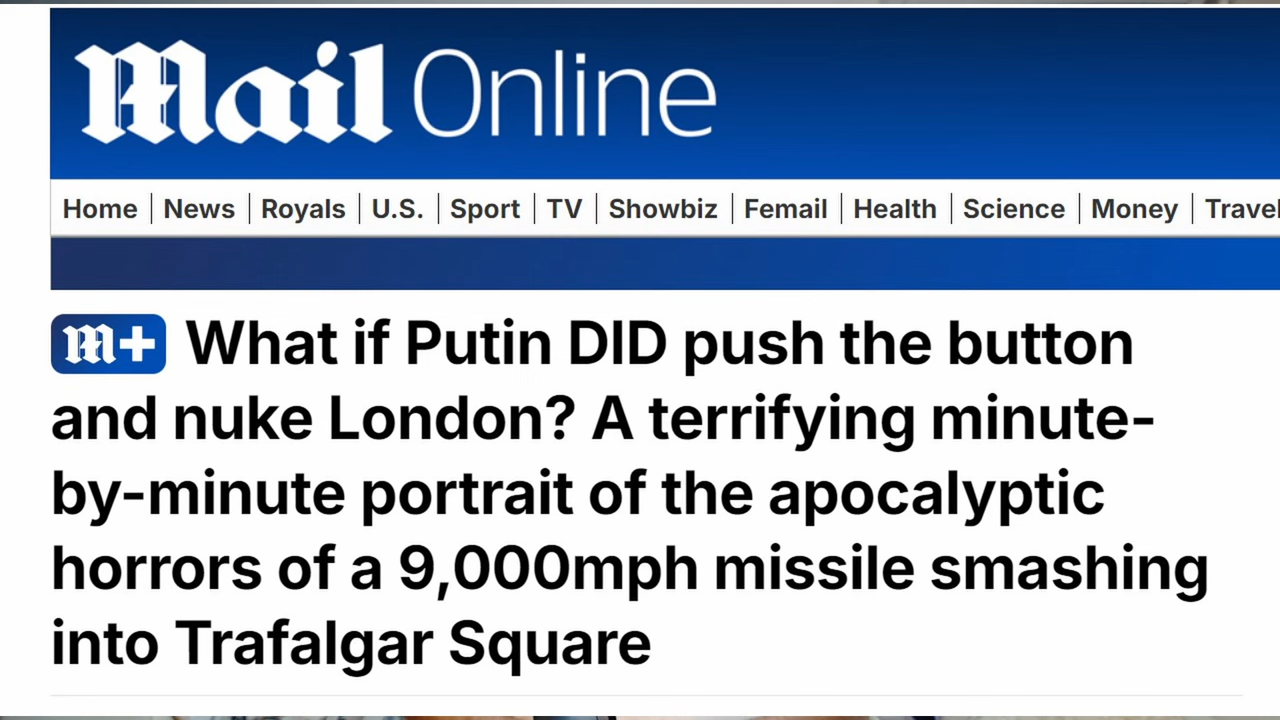 Mail Online
Home News Royals U.S. Sport TV Showbiz Femail Health Science Money Travel
M+ What if Putin DID push the button
and nuke London? A terrifying minute-
by-minute portrait of the apocalyptic
horrors of a 9,000mph missile smashing
into Trafalgar Square